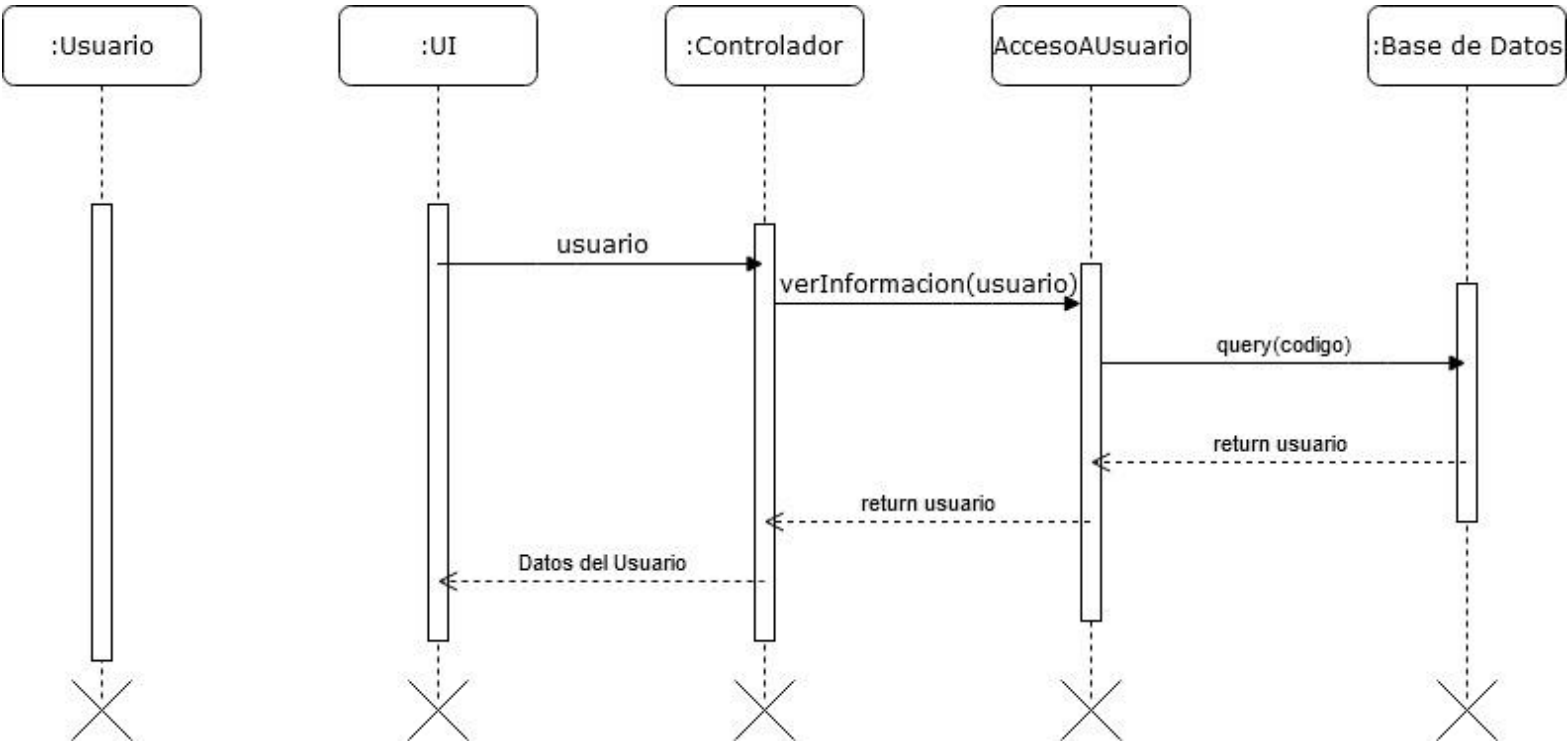 :Usuario
:UI
:Controlador
AccesoAUsuario
:Base de Datos
usuario
verInformacion(usuario)
query(codigo)
return usuario
return usuario
Datos del Usuario